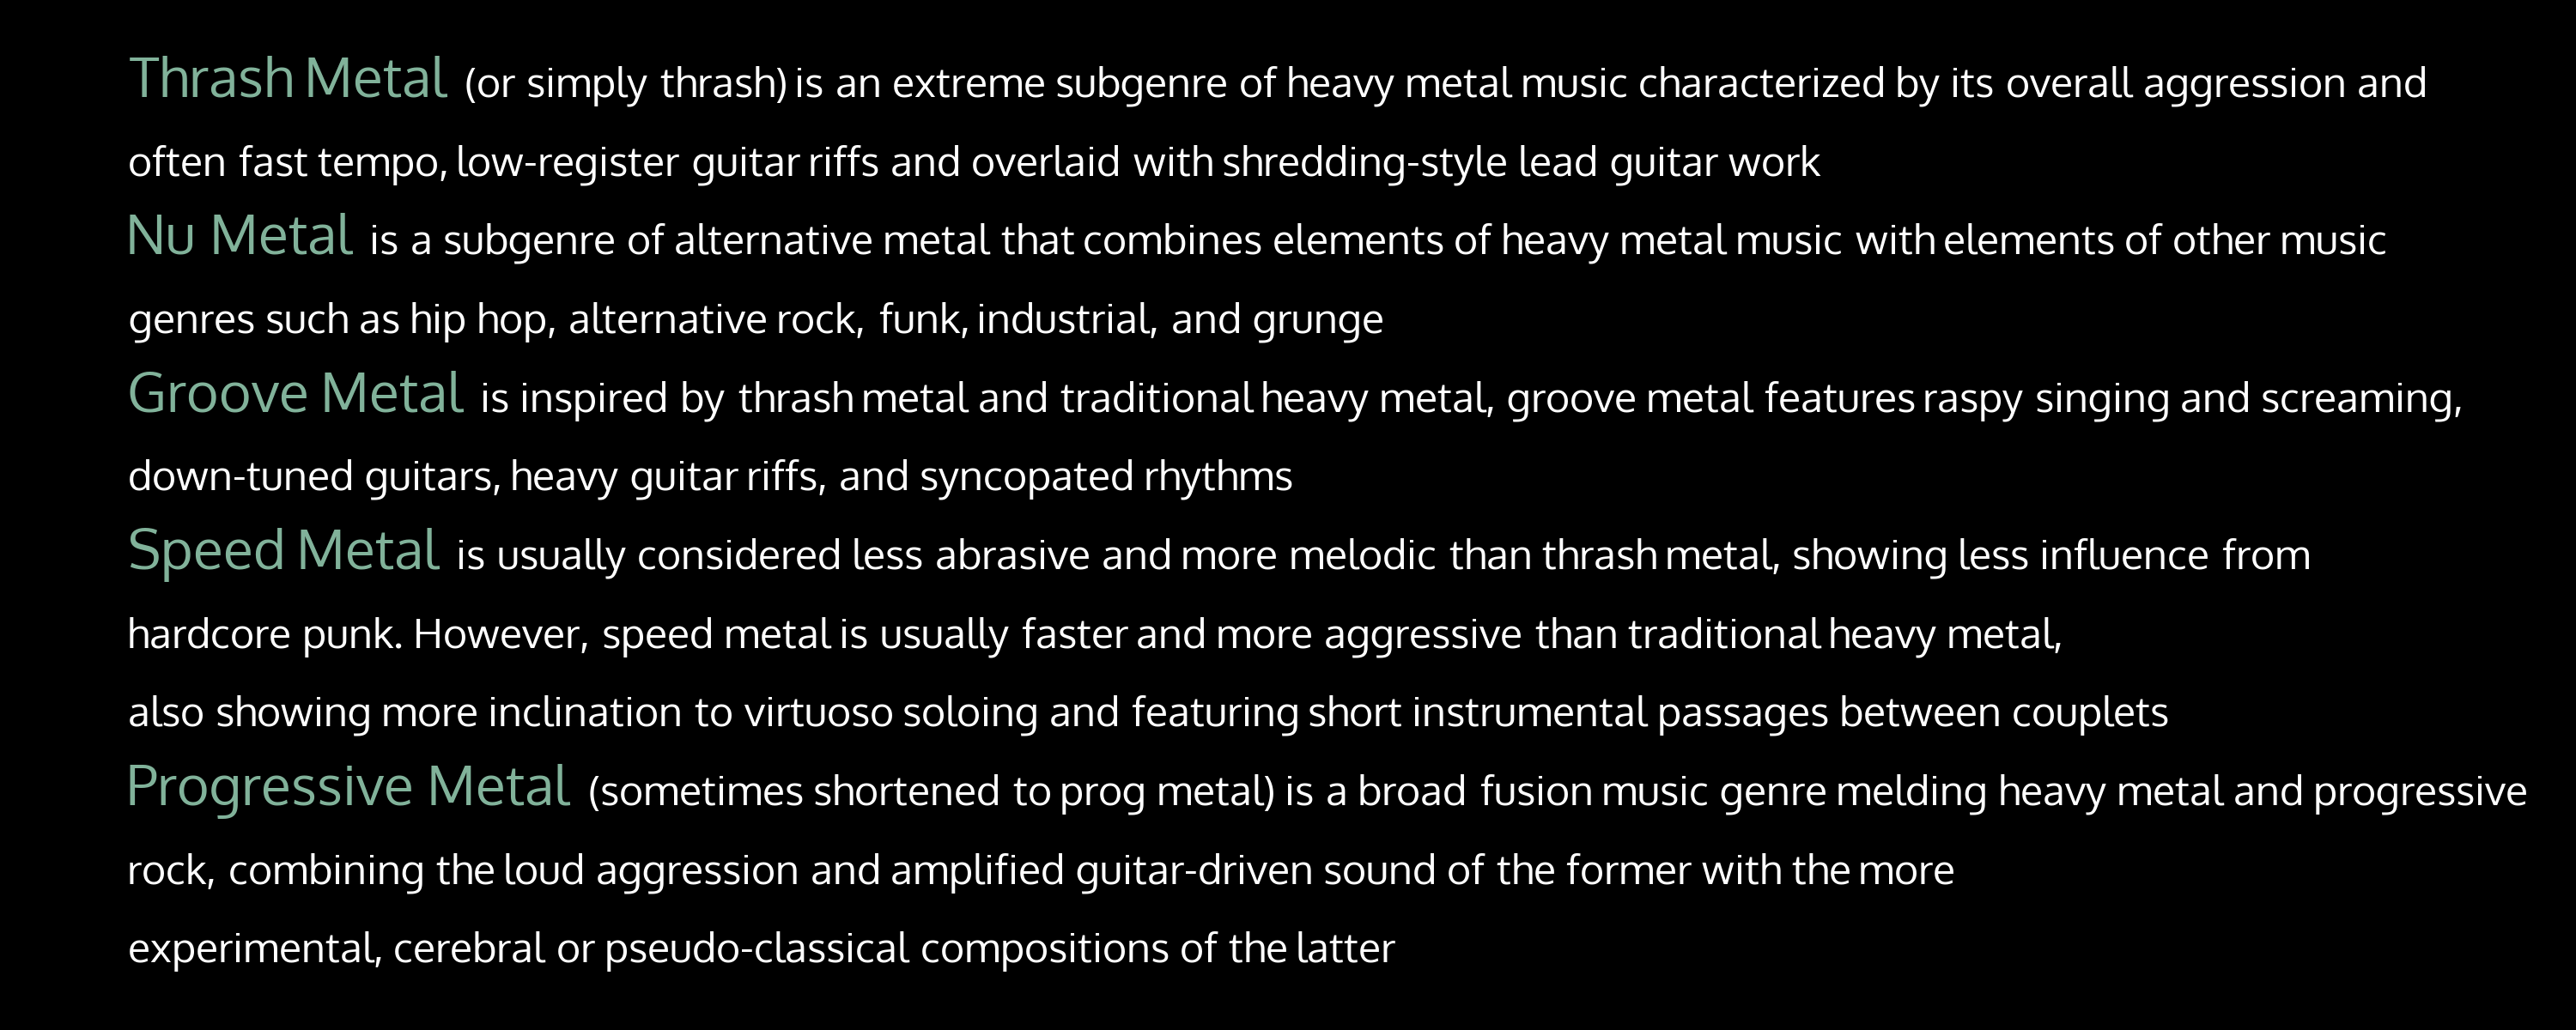 Thrash Metal (or simply thrash) is an extreme subgenre of heavy metal music characterized by its overall aggression and
often fast tempo, low-register guitar riffs and overlaid with shredding-style lead guitar work
Nu Metal is a subgenre of alternative metal that combines elements of heavy metal music with elements of other music
genres such as hip hop, alternative rock, funk, industrial, and grunge
Groove Metal is inspired by thrash metal and traditional heavy metal, groove metal features raspy singing and screaming,
down-tuned guitars, heavy guitar riffs, and syncopated rhythms
Speed Metal is usually considered less abrasive and more melodic than thrash metal, showing less influence from
hardcore punk. However, speed metal is usually faster and more aggressive than traditional heavy metal,
also showing more inclination to virtuoso soloing and featuring short instrumental passages between couplets
Progressive Metal (sometimes shortened to prog metal) is a broad fusion music genre melding heavy metal and progressive
rock, combining the loud aggression and amplified guitar-driven sound of the former with the more
experimental, cerebral or pseudo-classical compositions of the latter